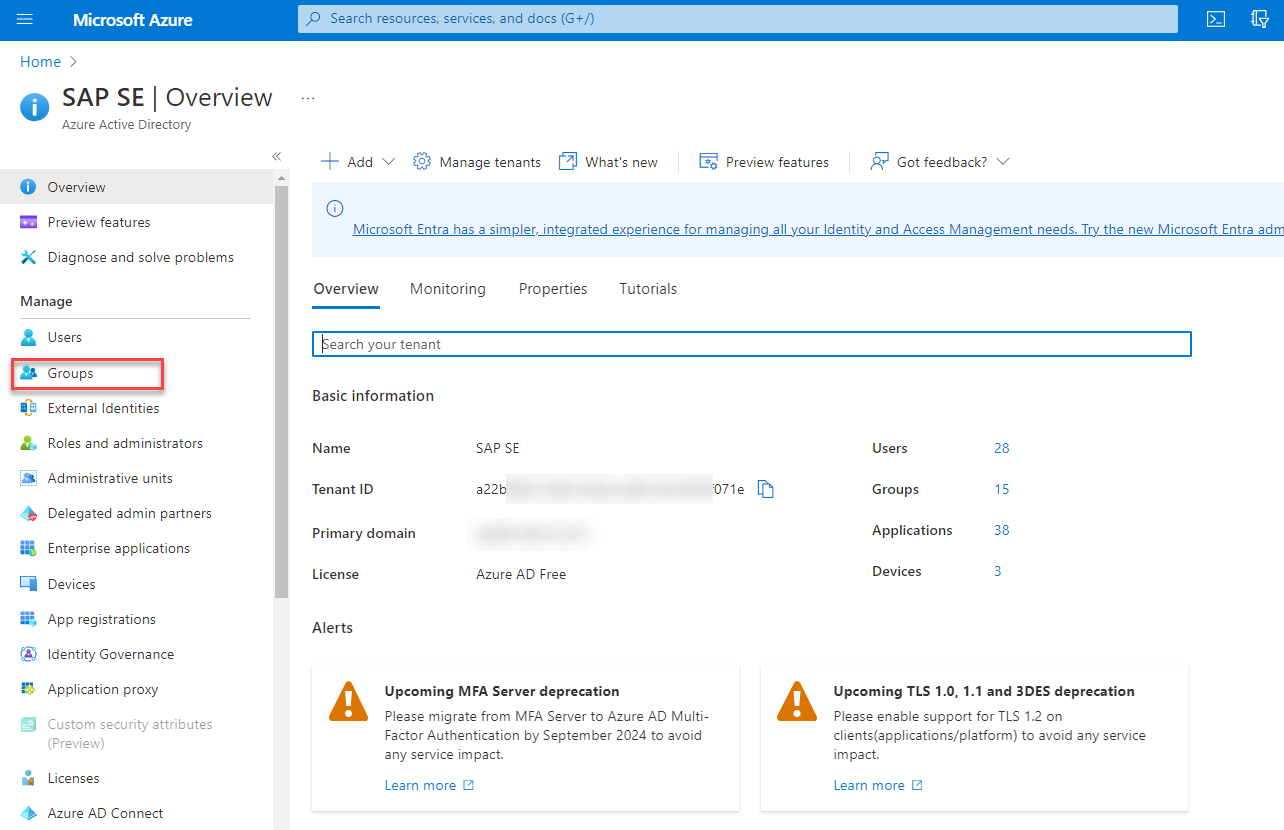 Microsoft Azure
Search resources, services, and docs (G+/)
Home
SAP SE | Overview
...
Azure Active Directory
Add
Manage tenants
What's new
Preview features
Got feedback?
Overview
Preview features
Diagnose and solve problems
Manage
Users
Groups
External Identities
Roles and administrators
Administrative units
Delegated admin partners
Enterprise applications
Devices
App registrations
Identity Governance
Application proxy
Custom security attributes
(Preview)
Licenses
Azure AD Connect
Microsoft Entra has a simpler, integrated experience for managing all your Identity and Access Management needs. Try the new Microsoft Entra adm
Overview
Monitoring
Properties
Tutorials
Search your tenant
Basic information
Name SAP SE
Tenant ID a22b f071e
Primary domain
License Azure AD Free
Users 28
Groups 15
Applications 38
Devices 3
Alerts
Upcoming MFA Server deprecation
Please migrate from MFA Server to Azure AD Multi-
Factor Authentication by September 2024 to avoid
any service impact.
Learn more
Upcoming TLS 1.0, 1.1 and 3DES deprecation
Please enable support for TLS 1.2 on
clients(applications/platform) to avoid any service
impact.
Learn more